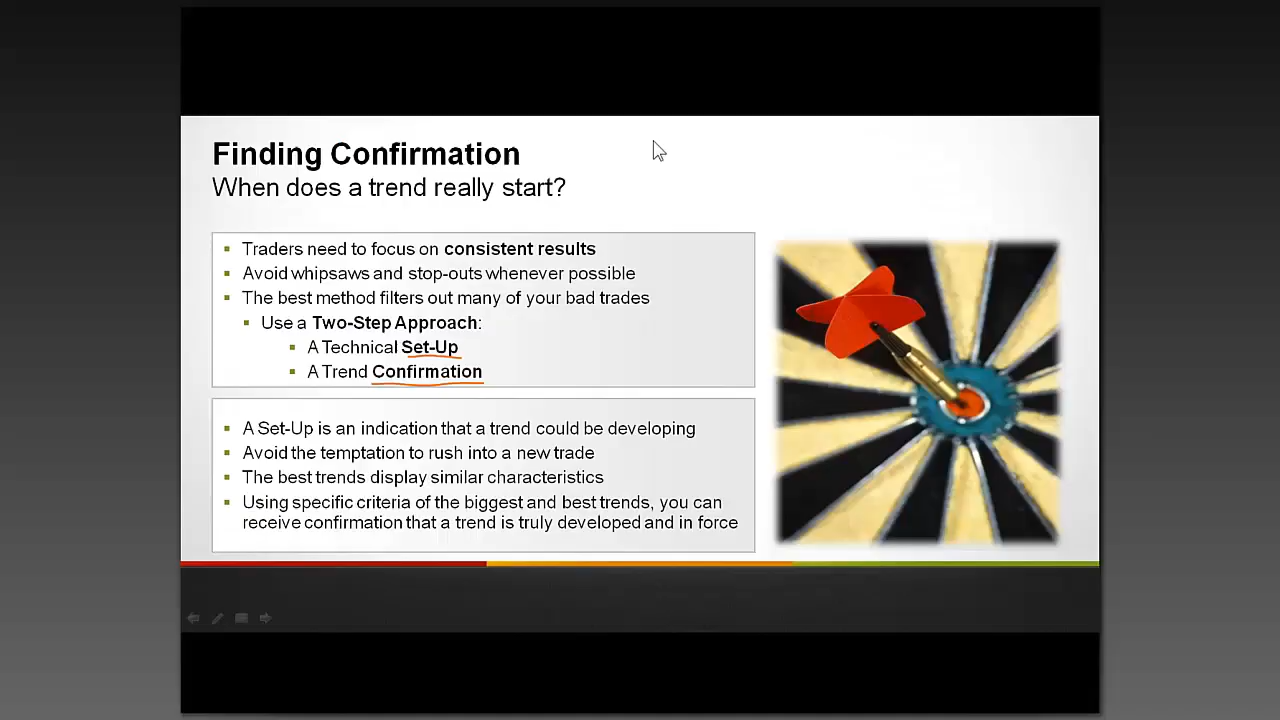 Finding Confirmation
When does a trend really start?
Traders need to focus on consistent results
Avoid whipsaws and stop-outs whenever possible
The best method filters out many of your bad trades
Use a Two-Step Approach:
A Technical Set-Up
A Trend Confirmation
A Set-Up is an indication that a trend could be developing
Avoid the temptation to rush into a new trade
The best trends display similar characteristics
Using specific criteria of the biggest and best trends, you can
receive confirmation that a trend is truly developed and in force